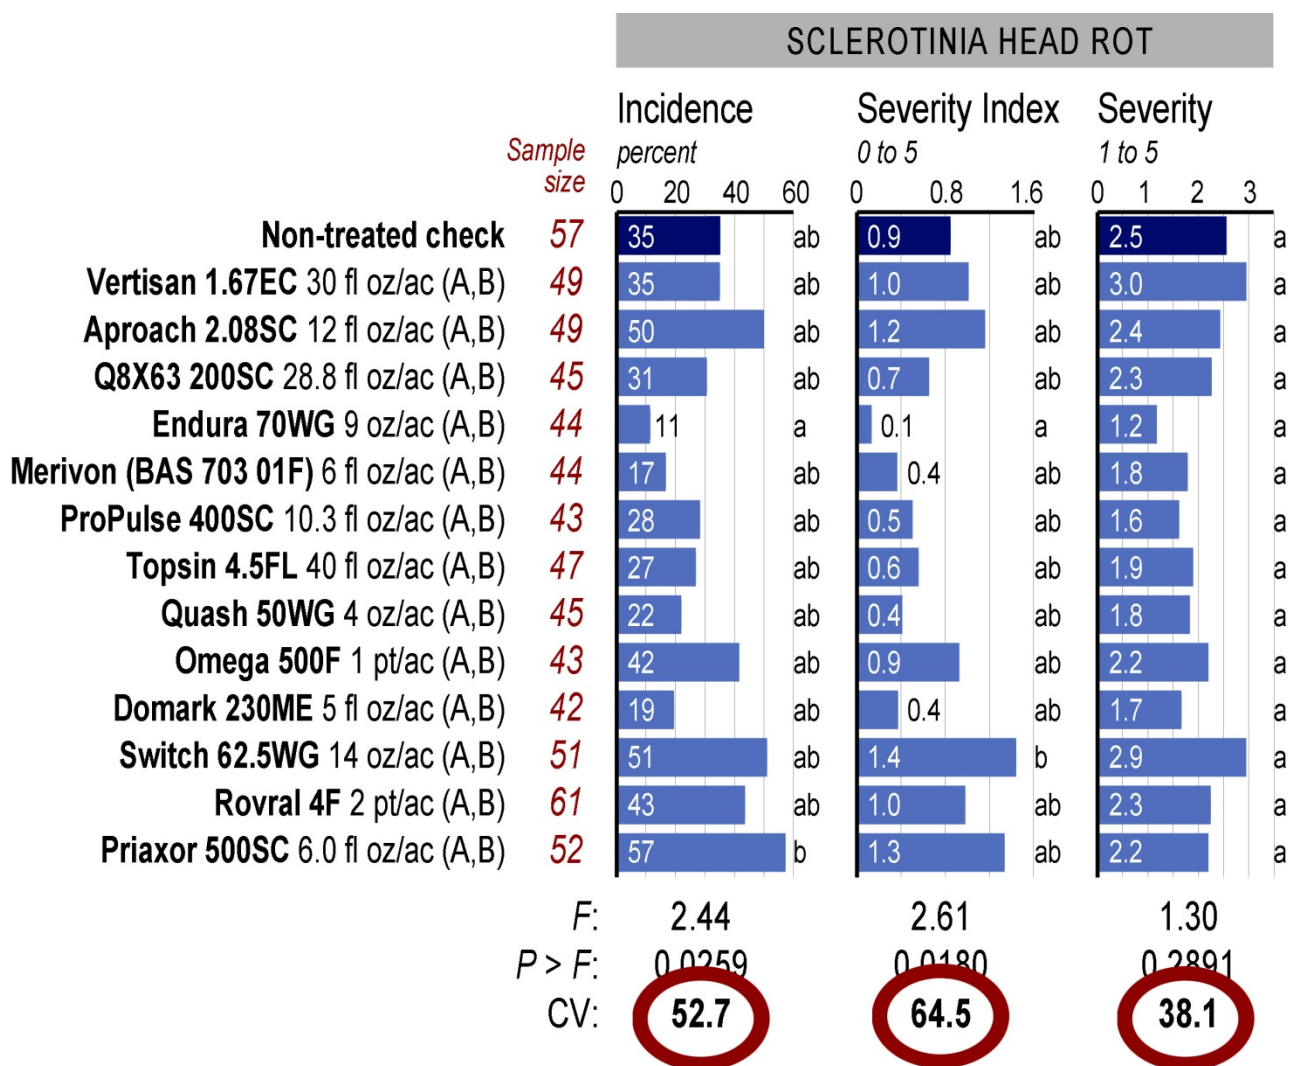 SCLEROTINIA HEAD ROT
Incidence Severity Index Severity
Sample percent 0 to 5 1 to 5
size 0 20 40 60 0 0.8 1.6 0 1 2 3
Non-treated check 57 35 ab 0.9 ab 2.5 a
Vertisan 1.67EC 30 fl oz/ac (A,B) 49 35 ab 1.0 ab 3.0 a
Aproach 2.08SC 12 fl oz/ac (A,B) 49 50 ab 1.2 ab 2.4 a
Q8X63 200SC 28.8 fl oz/ac (A,B) 45 31 ab 0.7 ab 2.3 a
Endura 70WG 9 oz/ac (A,B) 44 11 a 0.1 a 1.2 a
Merivon (BAS 703 01F) 6 fl oz/ac (A,B) 44 17 ab 0.4 ab 1.8 a
ProPulse 400SC 10.3 fl oz/ac (A,B) 43 28 ab 0.5 ab 1.6 a
Topsin 4.5FL 40 fl oz/ac (A,B) 47 27 ab 0.6 ab 1.9 a
Quash 50WG 4 oz/ac (A,B) 45 22 ab 0.4 ab 1.8 a
Omega 500F 1 pt/ac (A,B) 43 42 ab 0.9 ab 2.2 a
Domark 230ME 5 fl oz/ac (A,B) 42 19 ab 0.4 ab 1.7 a
Switch 62.5WG 14 oz/ac (A,B) 51 51 ab 1.4 b 2.9 a
Rovral 4F 2 pt/ac (A,B) 61 43 ab 1.0 ab 2.3 a
Priaxor 500SC 6.0 fl oz/ac (A,B) 52 57 b 1.3 ab 2.2 a
F: 2.44 2.61 1.30
P > F: 0.0259 0.0180 0.2891
CV: 52.7 64.5 38.1